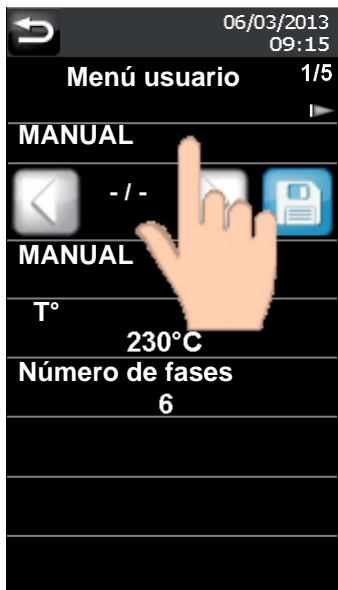 06/03/2013
09:15
Menú usuario 1/5
MANUAL
- / -
MANUAL
T°
230°C
Número de fases
6